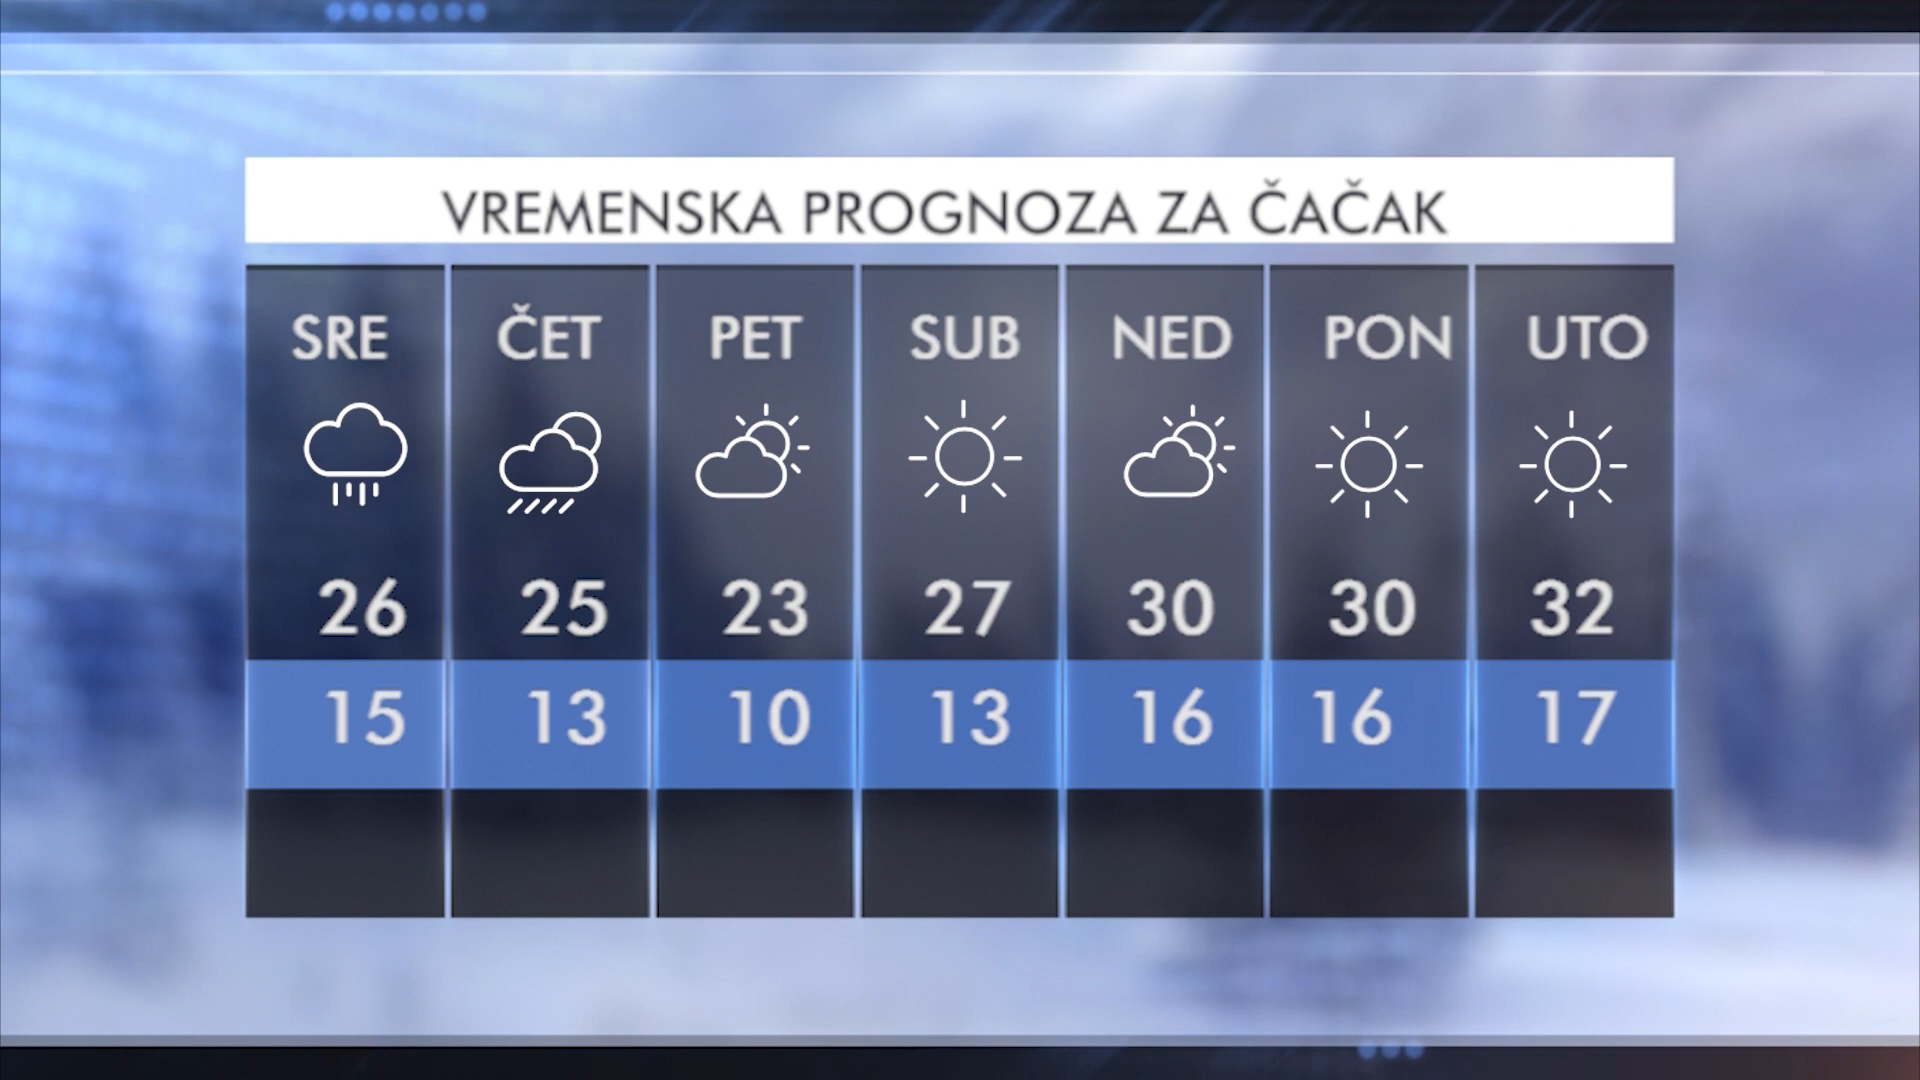 VREMENSKA PROGNOZA ZA ČAČAK
SRE ČET PET SUB NED PON UTO
26 25 23 27 30 30 32
15 13 10 13 16 16 17